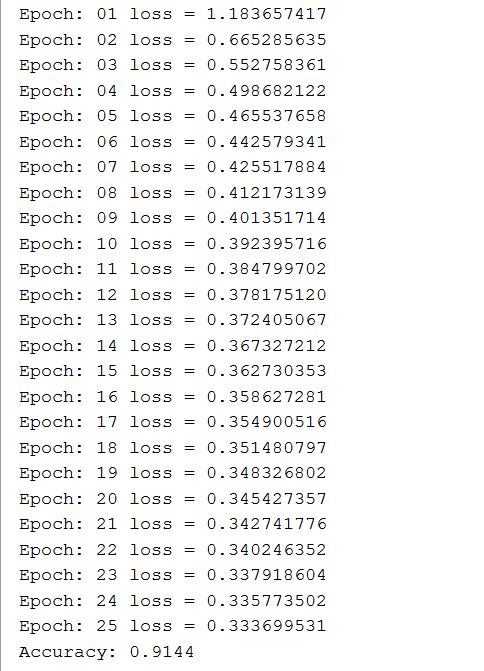 Epoch: 01 loss = 1.183657417
Epoch: 02 loss = 0.665285635
Epoch: 03 loss = 0.552758361
Epoch: 04 loss = 0.498682122
Epoch: 05 loss = 0.465537658
Epoch: 06 loss = 0.442579341
Epoch: 07 loss = 0.425517884
Epoch: 08 loss = 0.412173139
Epoch: 09 loss = 0.401351714
Epoch: 10 loss = 0.392395716
Epoch: 11 loss = 0.384799702
Epoch: 12 loss = 0.378175120
Epoch: 13 loss = 0.372405067
Epoch: 14 loss = 0.367327212
Epoch: 15 loss = 0.362730353
Epoch: 16 loss = 0.358627281
Epoch: 17 loss = 0.354900516
Epoch: 18 loss = 0.351480797
Epoch: 19 loss = 0.348326802
Epoch: 20 loss = 0.345427357
Epoch: 21 loss = 0.342741776
Epoch: 22 loss = 0.340246352
Epoch: 23 loss = 0.337918604
Epoch: 24 loss = 0.335773502
Epoch: 25 loss = 0.333699531
Accuracy: 0.9144